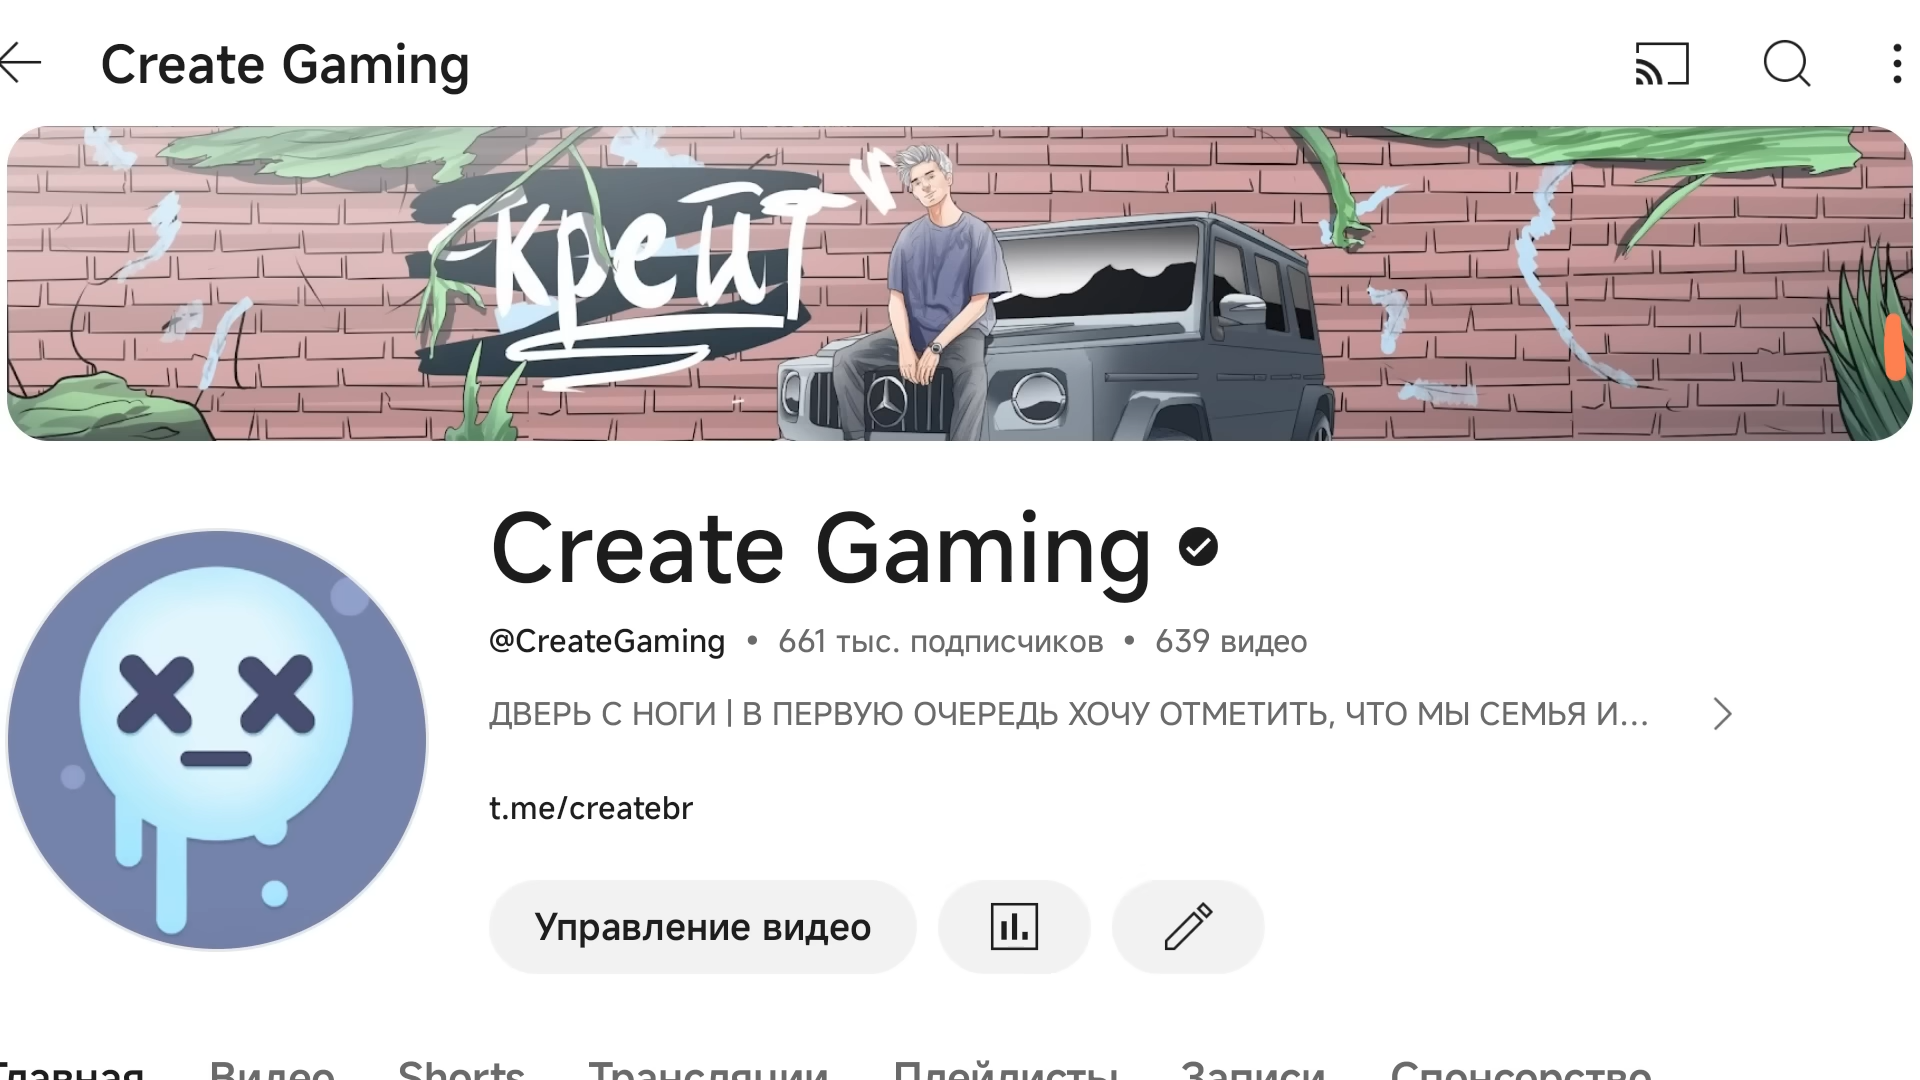 Create Gaming
крейт
Create Gaming
@CreateGaming • 661 тыс. подписчиков • 639 видео
ДВЕРЬ С НОГИ | В ПЕРВУЮ ОЧЕРЕДЬ ХОЧУ ОТМЕТИТЬ, ЧТО МЫ СЕМЬЯ И...
t.me/createbr
Управление видео
Главная Видео Shorts Трансляции Плейлисты Записи Спонсорство